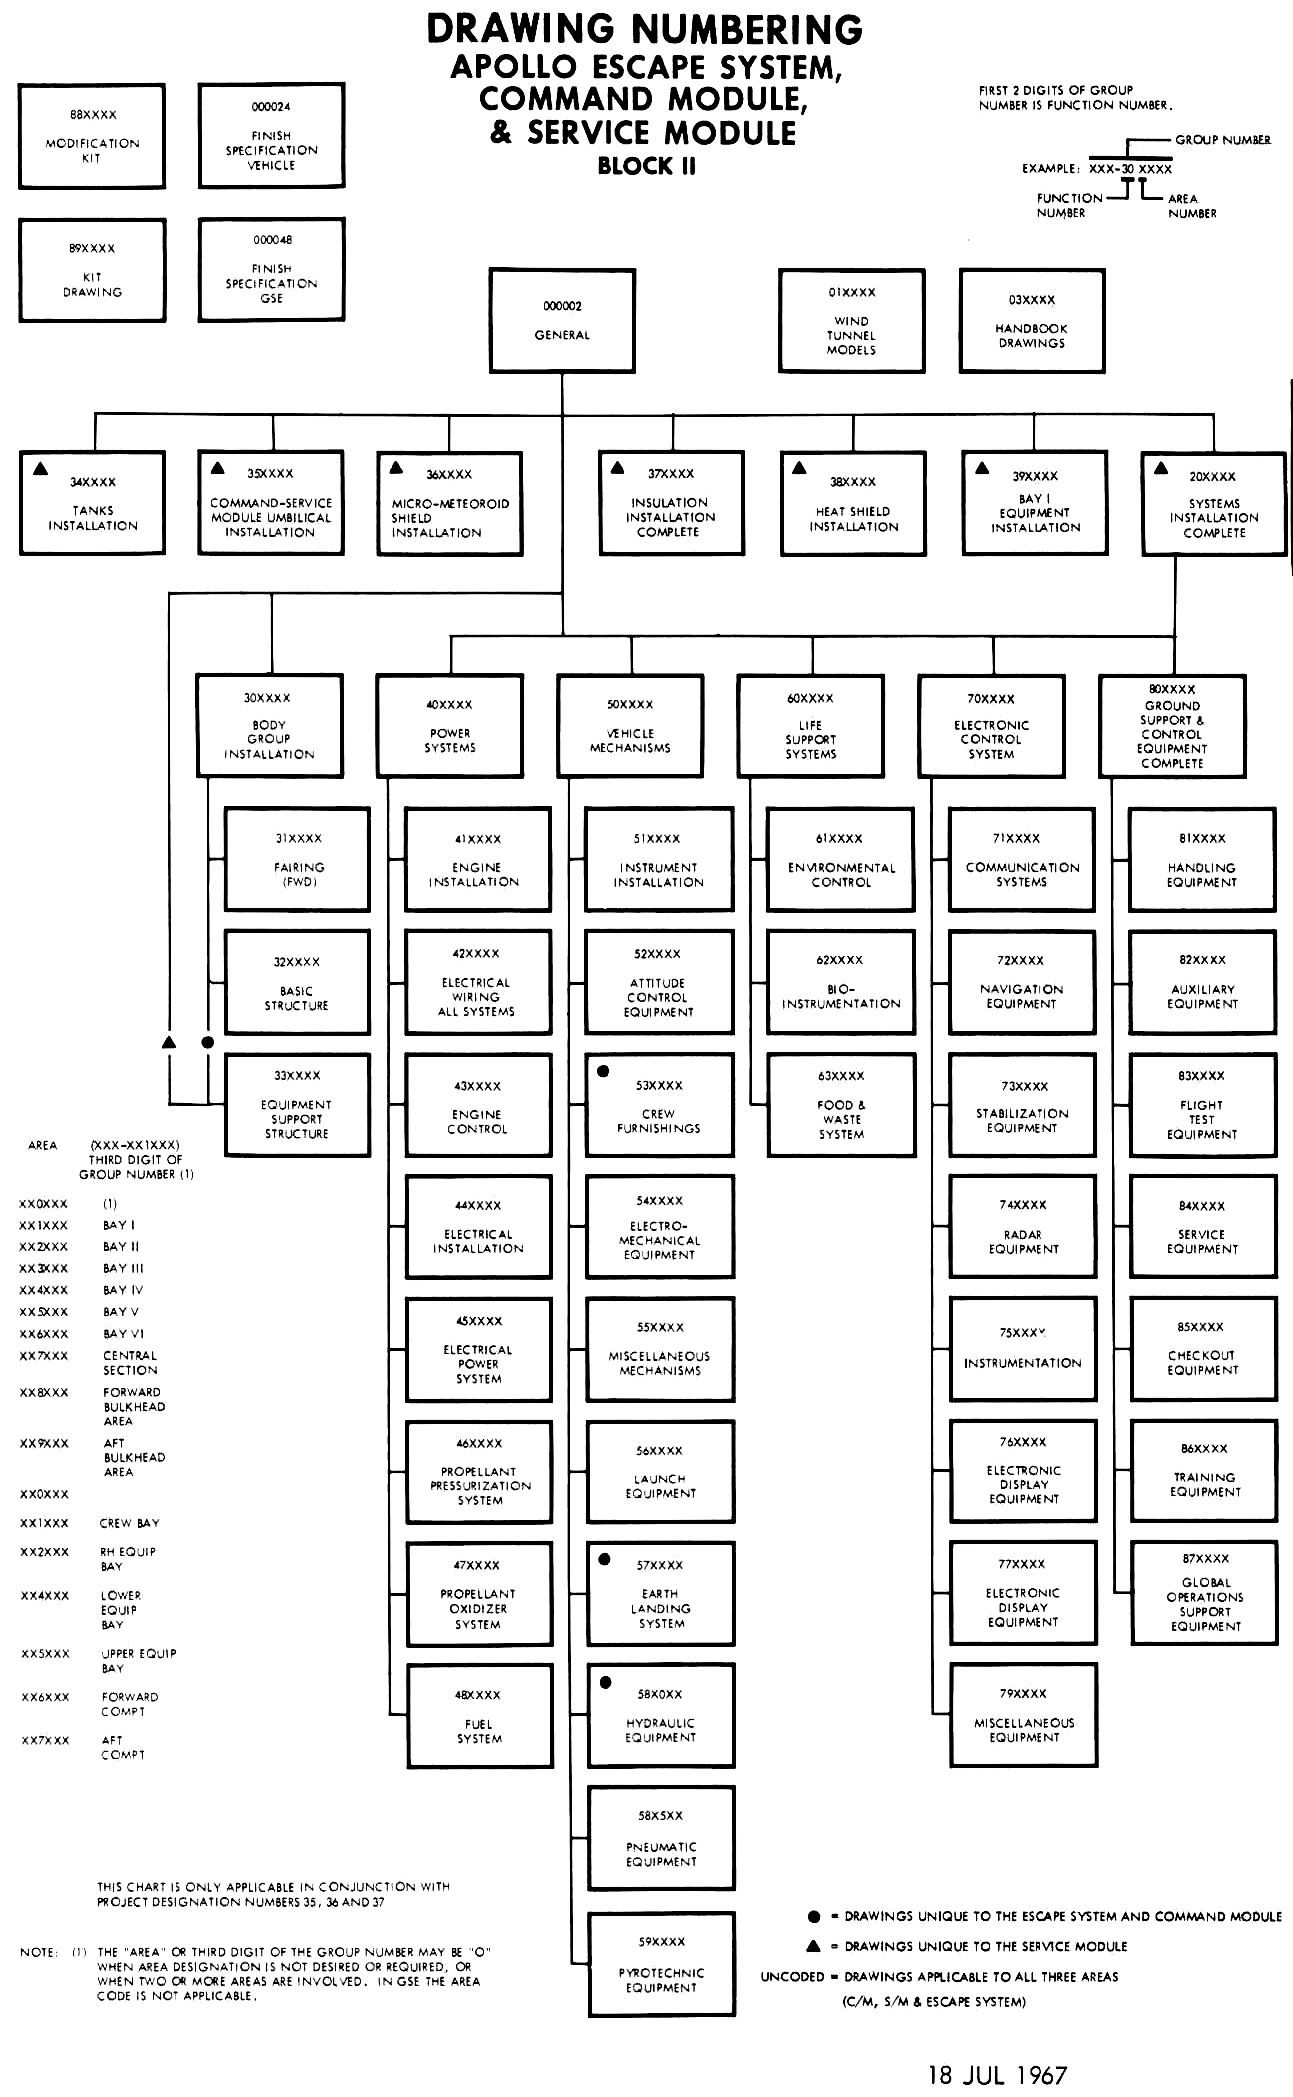 DRAWING NUMBERING
APOLLO ESCAPE SYSTEM,
COMMAND MODULE,
& SERVICE MODULE
BLOCK II
88XXXX
MODIFICATION
KIT
000024
FINISH
SPECIFICATION
VEHICLE
89XXXX
KIT
DRAWING
000048
FINISH
SPECIFICATION
GSE
FIRST 2 DIGITS OF GROUP
NUMBER IS FUNCTION NUMBER.
GROUP NUMBER
EXAMPLE: XXX-30 XXXX
FUNCTION
NUMBER
AREA
NUMBER
000002
GENERAL
01XXXX
WIND
TUNNEL
MODELS
03XXXX
HANDBOOK
DRAWINGS
34XXXX
TANKS
INSTALLATION
35XXXX
COMMAND-SERVICE
MODULE UMBILICAL
INSTALLATION
36XXXX
MICRO-METEOROID
SHIELD
INSTALLATION
37XXXX
INSULATION
INSTALLATION
COMPLETE
38XXXX
HEAT SHIELD
INSTALLATION
39XXXX
BAY I
EQUIPMENT
INSTALLATION
20XXXX
SYSTEMS
INSTALLATION
COMPLETE
30XXXX
BODY
GROUP
INSTALLATION
31XXXX
FAIRING
(FWD)
32XXXX
BASIC
STRUCTURE
33XXXX
EQUIPMENT
SUPPORT
STRUCTURE
40XXXX
POWER
SYSTEMS
41XXXX
ENGINE
INSTALLATION
42XXXX
ELECTRICAL
WIRING
ALL SYSTEMS
43XXXX
ENGINE
CONTROL
44XXXX
ELECTRICAL
INSTALLATION
45XXXX
ELECTRICAL
POWER
SYSTEM
46XXXX
PROPELLANT
PRESSURIZATION
SYSTEM
47XXXX
PROPELLANT
OXIDIZER
SYSTEM
48XXXX
FUEL
SYSTEM
50XXXX
VEHICLE
MECHANISMS
51XXXX
INSTRUMENT
INSTALLATION
52XXXX
ATTITUDE
CONTROL
EQUIPMENT
53XXXX
CREW
FURNISHINGS
54XXXX
ELECTRO-
MECHANICAL
EQUIPMENT
55XXXX
MISCELLANEOUS
MECHANISMS
56XXXX
LAUNCH
EQUIPMENT
57XXXX
EARTH
LANDING
SYSTEM
58X0XX
HYDRAULIC
EQUIPMENT
58X5XX
PNEUMATIC
EQUIPMENT
59XXXX
PYROTECHNIC
EQUIPMENT
60XXXX
LIFE
SUPPORT
SYSTEMS
61XXXX
ENVIRONMENTAL
CONTROL
62XXXX
BIO-
INSTRUMENTATION
63XXXX
FOOD &
WASTE
SYSTEM
70XXXX
ELECTRONIC
CONTROL
SYSTEM
71XXXX
COMMUNICATION
SYSTEMS
72XXXX
NAVIGATION
EQUIPMENT
73XXXX
STABILIZATION
EQUIPMENT
74XXXX
RADAR
EQUIPMENT
75XXXX
INSTRUMENTATION
76XXXX
ELECTRONIC
DISPLAY
EQUIPMENT
77XXXX
ELECTRONIC
DISPLAY
EQUIPMENT
79XXXX
MISCELLANEOUS
EQUIPMENT
80XXXX
GROUND
SUPPORT &
CONTROL
EQUIPMENT
COMPLETE
81XXXX
HANDLING
EQUIPMENT
82XXXX
AUXILIARY
EQUIPMENT
83XXXX
FLIGHT
TEST
EQUIPMENT
84XXXX
SERVICE
EQUIPMENT
85XXXX
CHECKOUT
EQUIPMENT
86XXXX
TRAINING
EQUIPMENT
87XXXX
GLOBAL
OPERATIONS
SUPPORT
EQUIPMENT
AREA (XXX-XX1XXX)
THIRD DIGIT OF
GROUP NUMBER (1)
XX0XXX (1)
XX1XXX BAY I
XX2XXX BAY II
XX3XXX BAY III
XX4XXX BAY IV
XX5XXX BAY V
XX6XXX BAY VI
XX7XXX CENTRAL
SECTION
XX8XXX FORWARD
BULKHEAD
AREA
XX9XXX AFT
BULKHEAD
AREA
XX0XXX
XX1XXX CREW BAY
XX2XXX RH EQUIP
BAY
XX4XXX LOWER
EQUIP
BAY
XX5XXX UPPER EQUIP
BAY
XX6XXX FORWARD
COMPT
XX7XXX AFT
COMPT
THIS CHART IS ONLY APPLICABLE IN CONJUNCTION WITH
PROJECT DESIGNATION NUMBERS 35, 36 AND 37
NOTE: (1) THE "AREA" OR THIRD DIGIT OF THE GROUP NUMBER MAY BE "O"
WHEN AREA DESIGNATION IS NOT DESIRED OR REQUIRED, OR
WHEN TWO OR MORE AREAS ARE INVOLVED. IN GSE THE AREA
CODE IS NOT APPLICABLE.
● = DRAWINGS UNIQUE TO THE ESCAPE SYSTEM AND COMMAND MODULE
▲ = DRAWINGS UNIQUE TO THE SERVICE MODULE
UNCODED = DRAWINGS APPLICABLE TO ALL THREE AREAS
(C/M, S/M & ESCAPE SYSTEM)
18 JUL 1967